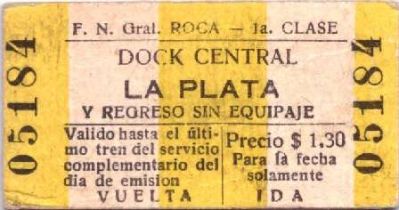 F. N. Gral. ROCA — 1a. CLASE
DOCK CENTRAL
LA PLATA
Y REGRESO SIN EQUIPAJE
Valido hasta el últi-
mo tren del servicio
complementario del
dia de emision
VUELTA
Precio $ 1.30
Para la fecha
solamente
IDA
05184
05184